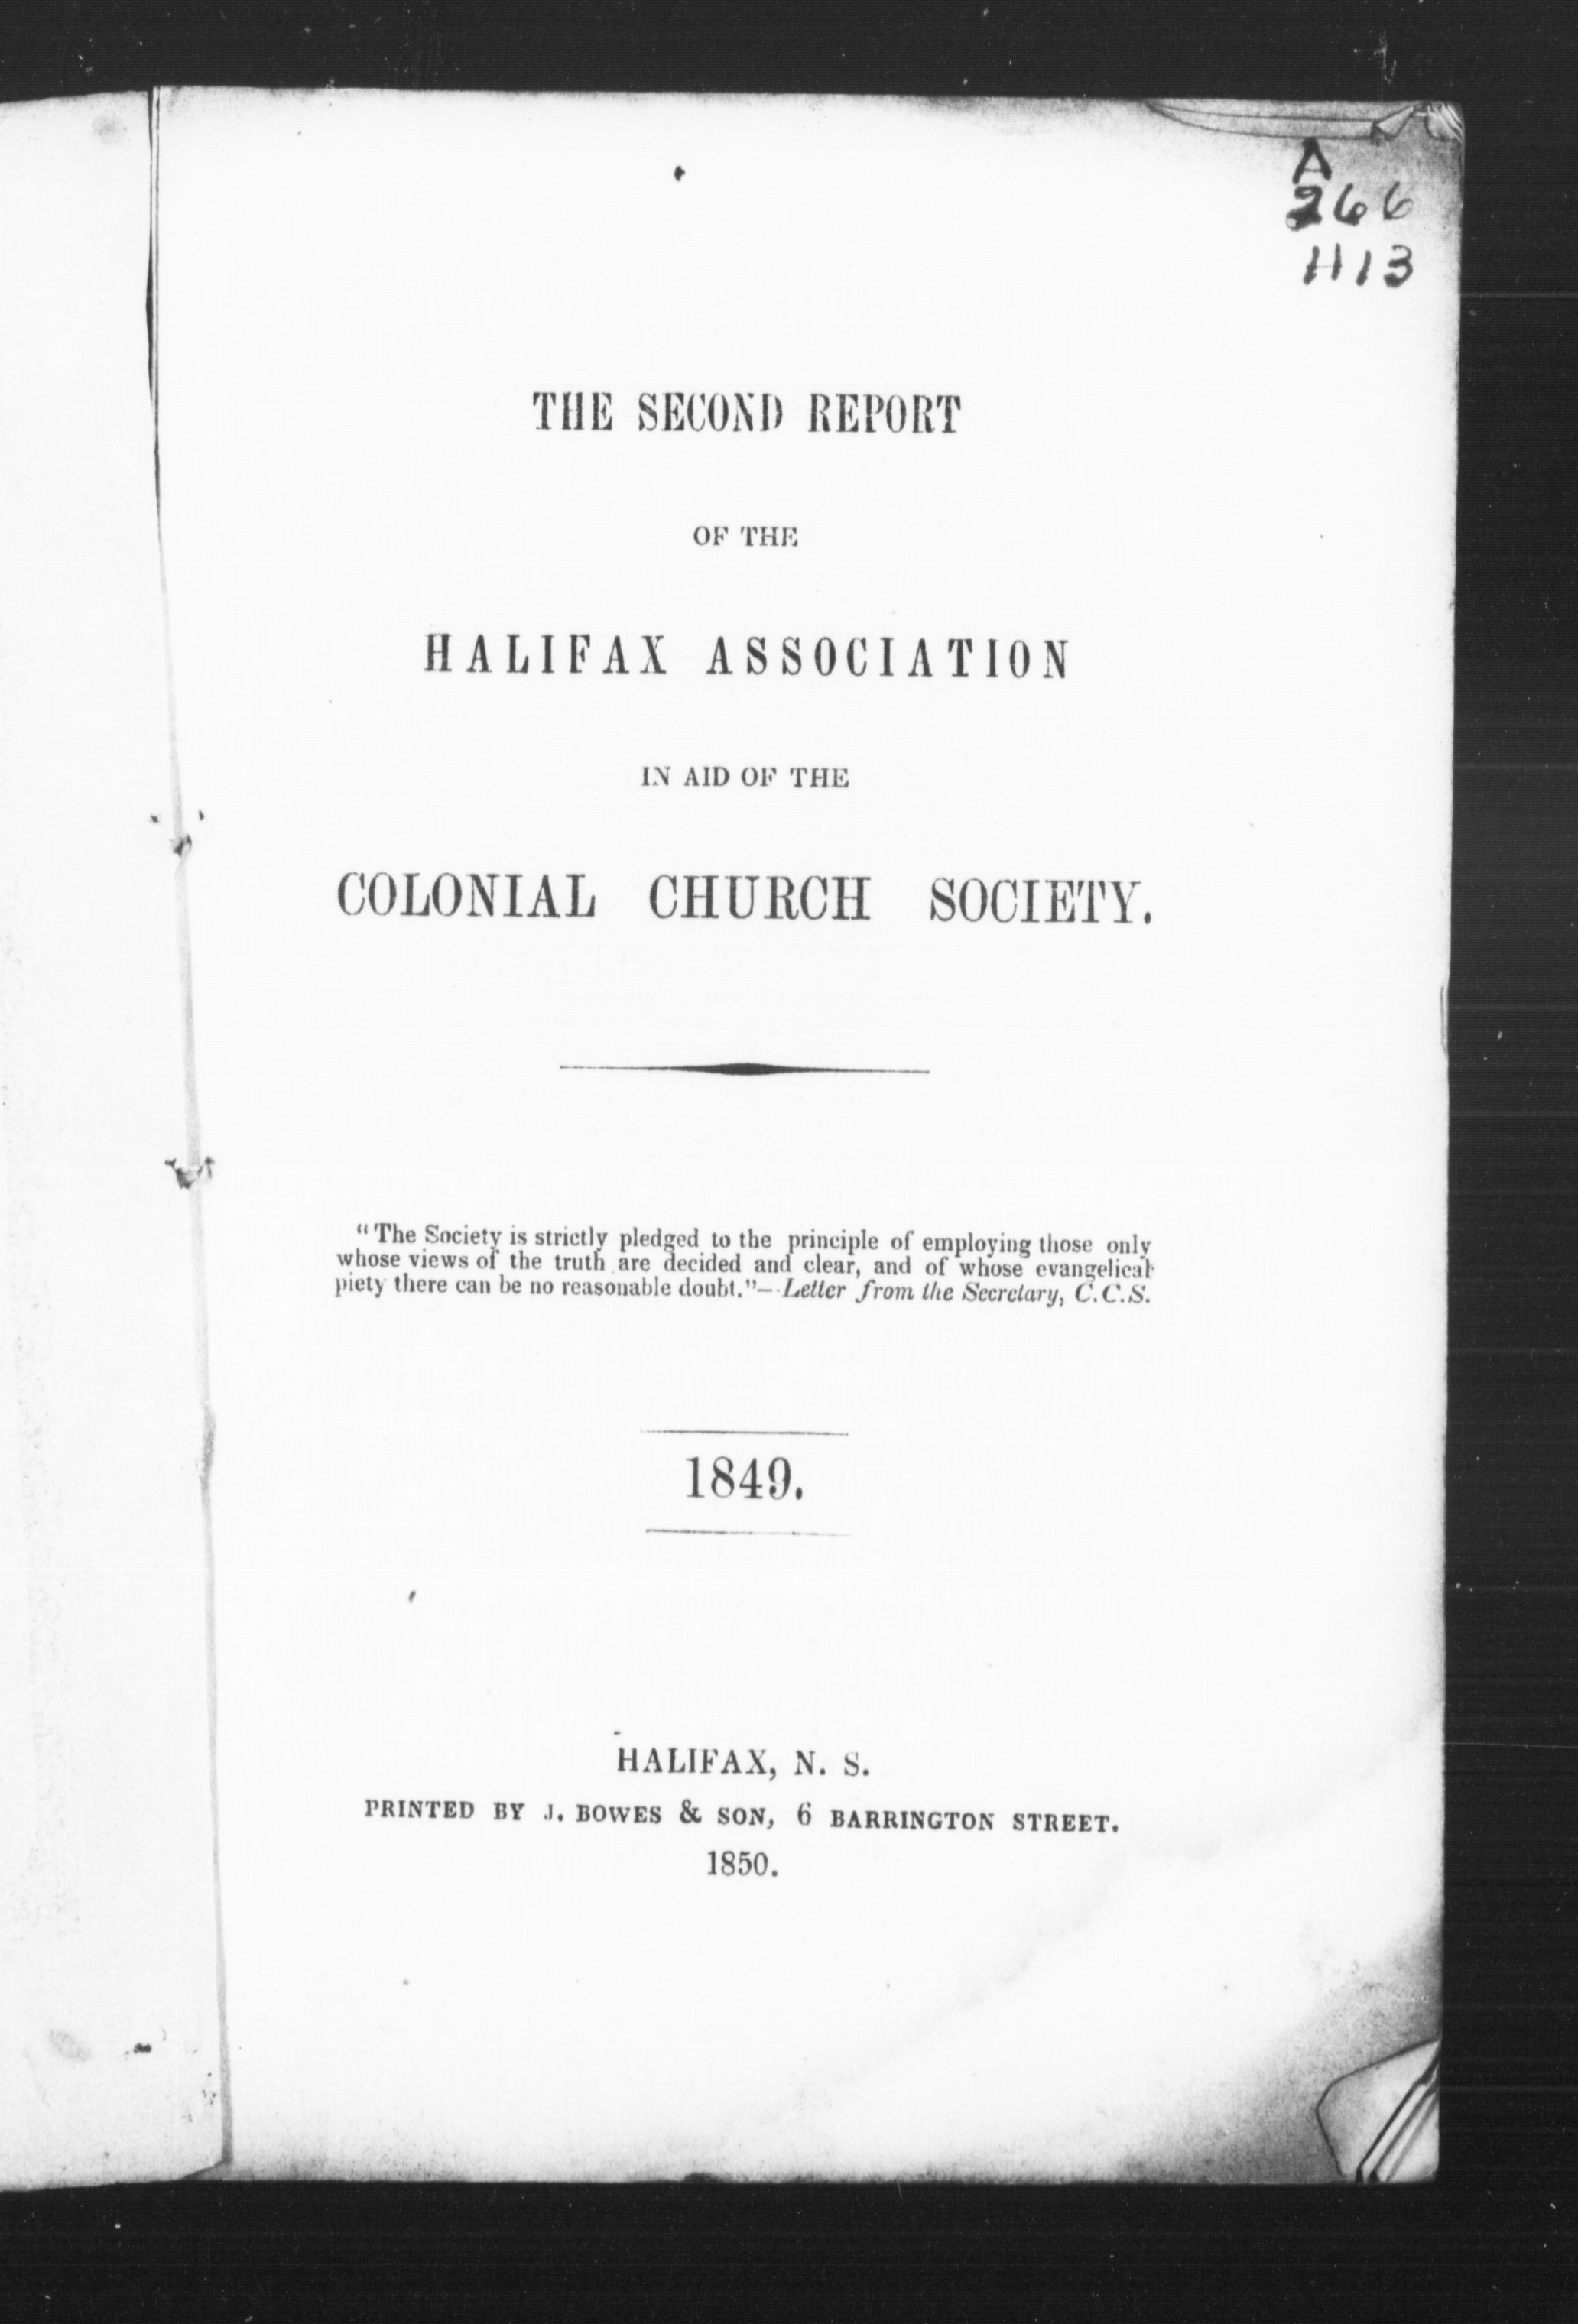 A
266
H13
THE SECOND REPORT
OF THE
HALIFAX ASSOCIATION
IN AID OF THE
COLONIAL CHURCH SOCIETY.
"The Society is strictly pledged to the principle of employing those only
whose views of the truth are decided and clear, and of whose evangelical
piety there can be no reasonable doubt."—Letter from the Secretary, C.C.S.
1849.
HALIFAX, N. S.
PRINTED BY J. BOWES & SON, 6 BARRINGTON STREET.
1850.